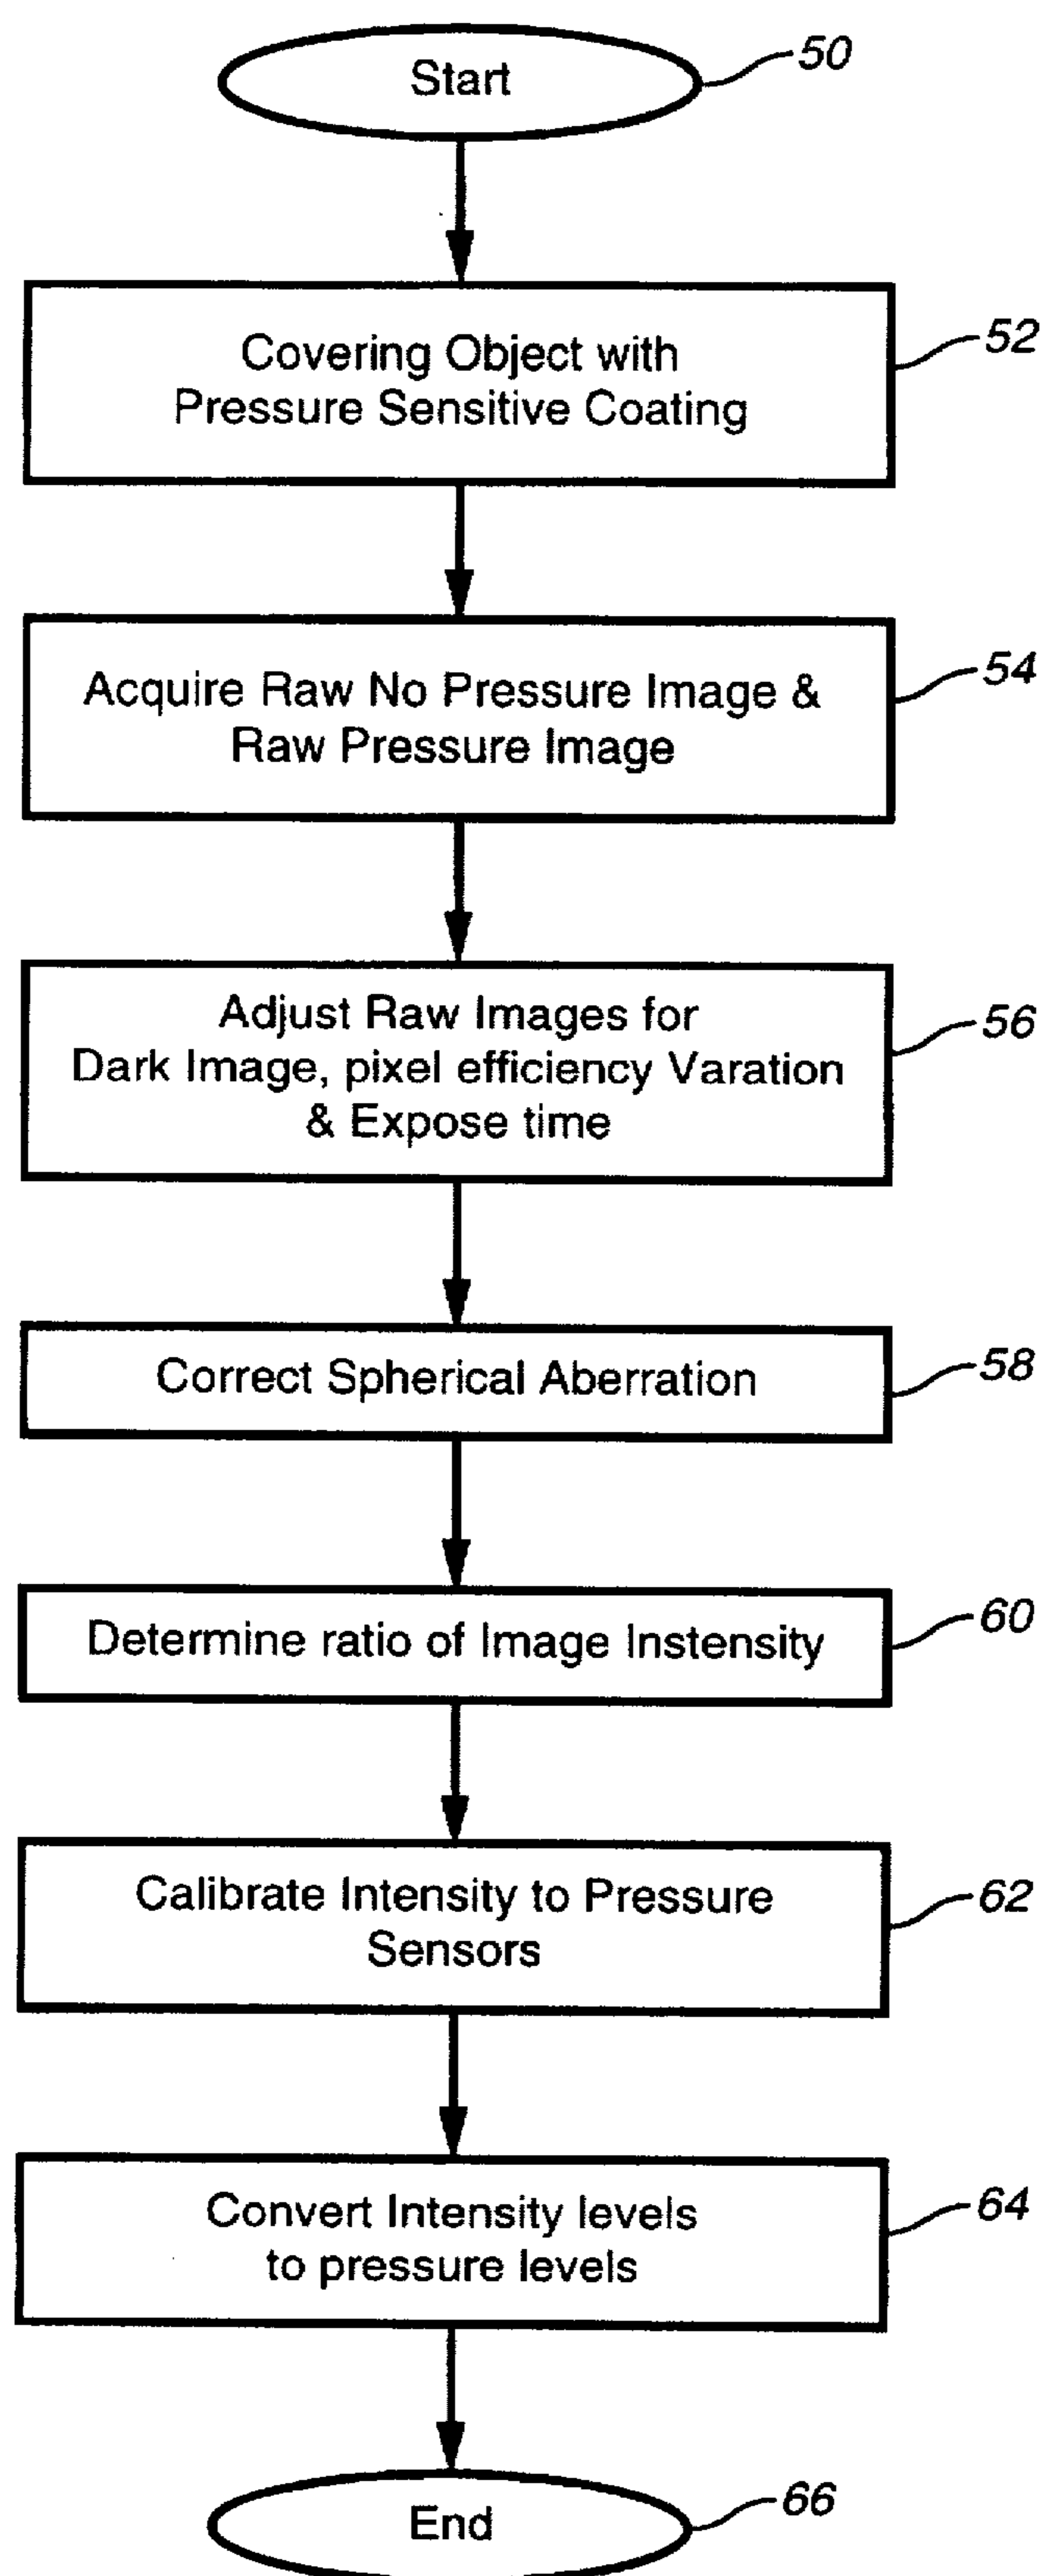 Start
50
Covering Object with
Pressure Sensitive Coating
52
Acquire Raw No Pressure Image &
Raw Pressure Image
54
Adjust Raw Images for
Dark Image, pixel efficiency Varation
& Expose time
56
Correct Spherical Aberration
58
Determine ratio of Image Instensity
60
Calibrate Intensity to Pressure
Sensors
62
Convert Intensity levels
to pressure levels
64
End
66